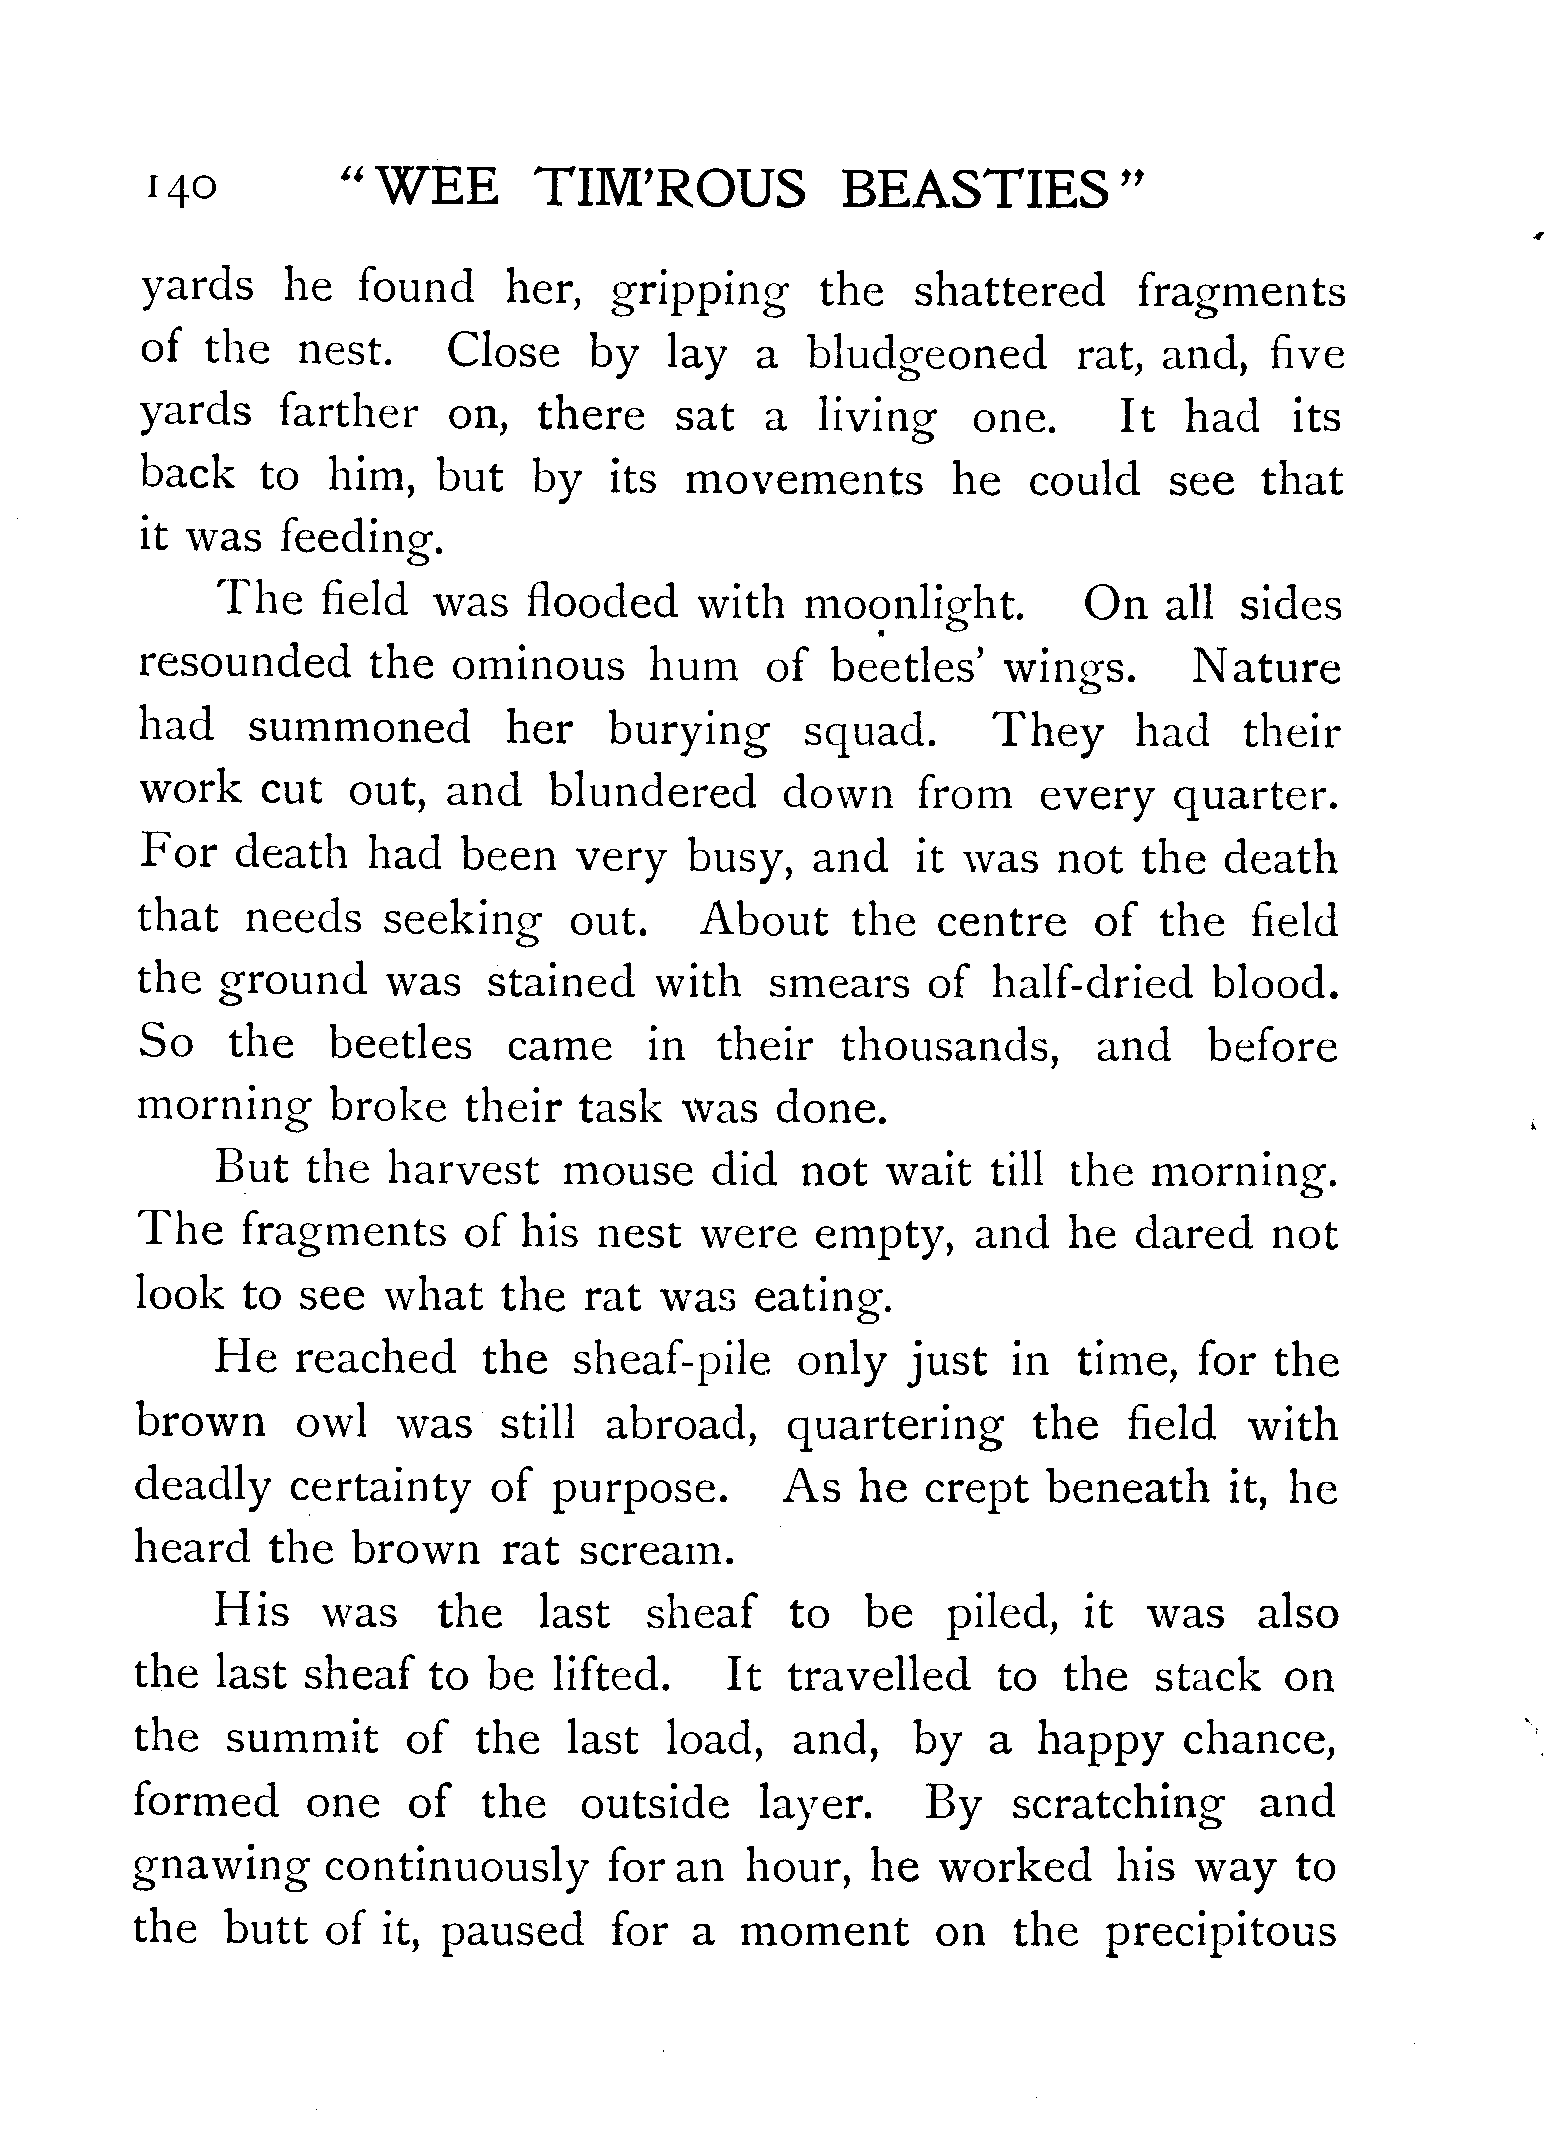 140 "WEE TIM'ROUS BEASTIES"
yards he found her, gripping the shattered fragments
of the nest. Close by lay a bludgeoned rat, and, five
yards farther on, there sat a living one. It had its
back to him, but by its movements he could see that
it was feeding.
The field was flooded with moonlight. On all sides
resounded the ominous hum of beetles' wings. Nature
had summoned her burying squad. They had their
work cut out, and blundered down from every quarter.
For death had been very busy, and it was not the death
that needs seeking out. About the centre of the field
the ground was stained with smears of half-dried blood.
So the beetles came in their thousands, and before
morning broke their task was done.
But the harvest mouse did not wait till the morning.
The fragments of his nest were empty, and he dared not
look to see what the rat was eating.
He reached the sheaf-pile only just in time, for the
brown owl was still abroad, quartering the field with
deadly certainty of purpose. As he crept beneath it, he
heard the brown rat scream.
His was the last sheaf to be piled, it was also
the last sheaf to be lifted. It travelled to the stack on
the summit of the last load, and, by a happy chance,
formed one of the outside layer. By scratching and
gnawing continuously for an hour, he worked his way to
the butt of it, paused for a moment on the precipitous